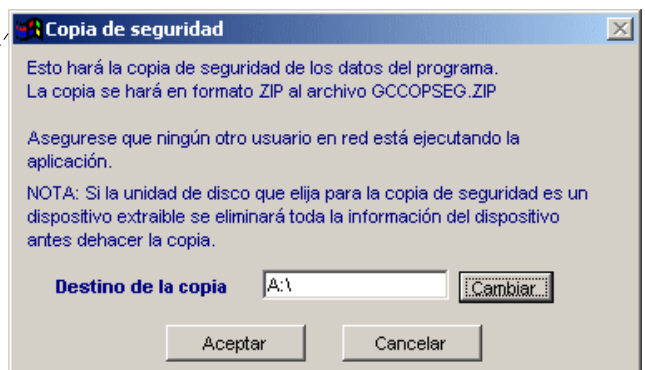 Copia de seguridad
Esto hará la copia de seguridad de los datos del programa.
La copia se hará en formato ZIP al archivo GCCOPSEG.ZIP
Asegurese que ningún otro usuario en red está ejecutando la
aplicación.
NOTA: Si la unidad de disco que elija para la copia de seguridad es un
dispositivo extraible se eliminará toda la información del dispositivo
antes dehacer la copia.
Destino de la copia A:\ Cambiar...
Aceptar Cancelar